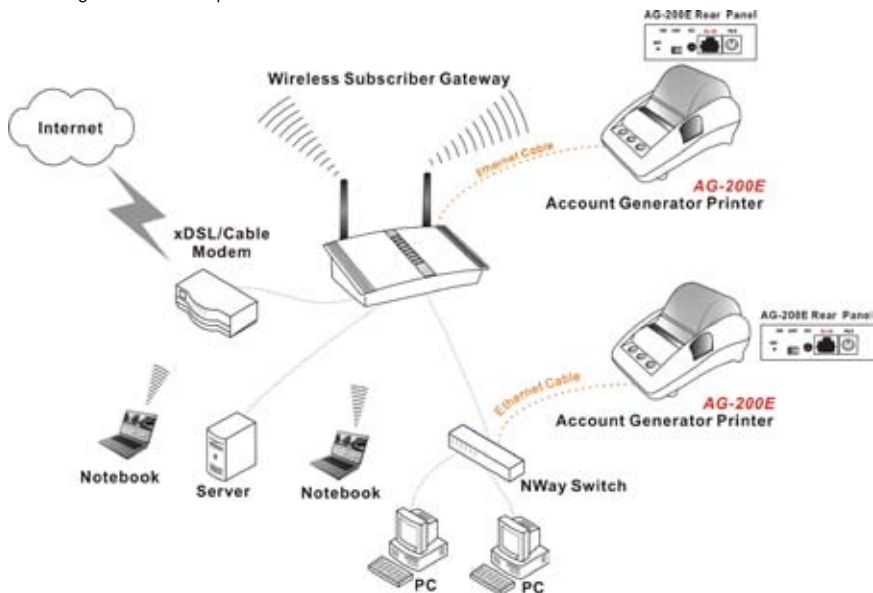 AG-200E Rear Panel
Wireless Subscriber Gateway
Internet
Ethernet Cable
AG-200E
Account Generator Printer
xDSL/Cable
Modem
AG-200E Rear Panel
Ethernet Cable
AG-200E
Account Generator Printer
Notebook
Server
Notebook
NWay Switch
PC
PC